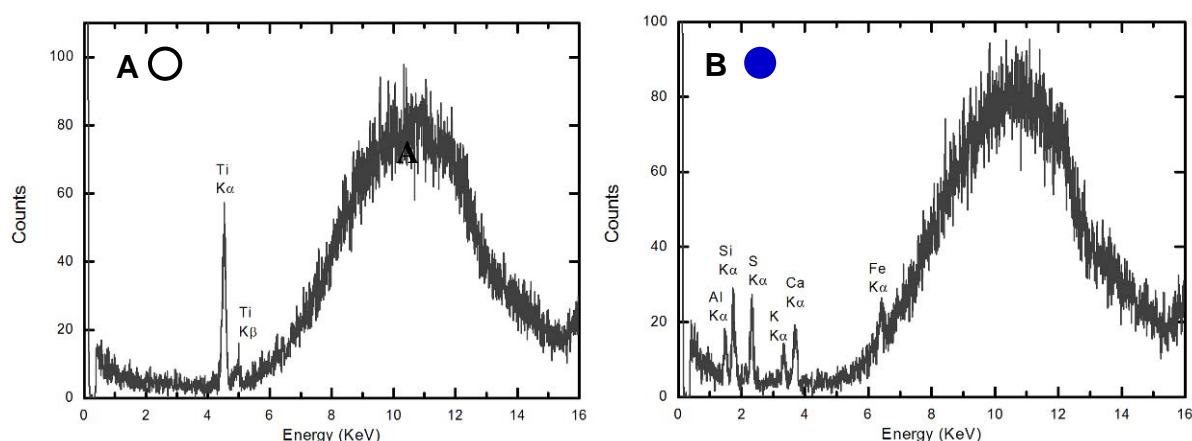 A
100
80
60
40
20
0
Counts
Ti
Kα
Ti
Kβ
A
0 2 4 6 8 10 12 14 16
Energy (KeV)
B
100
80
60
40
20
0
Counts
Al
Kα
Si
Kα
S
Kα
K
Kα
Ca
Kα
Fe
Kα
0 2 4 6 8 10 12 14 16
Energy (KeV)